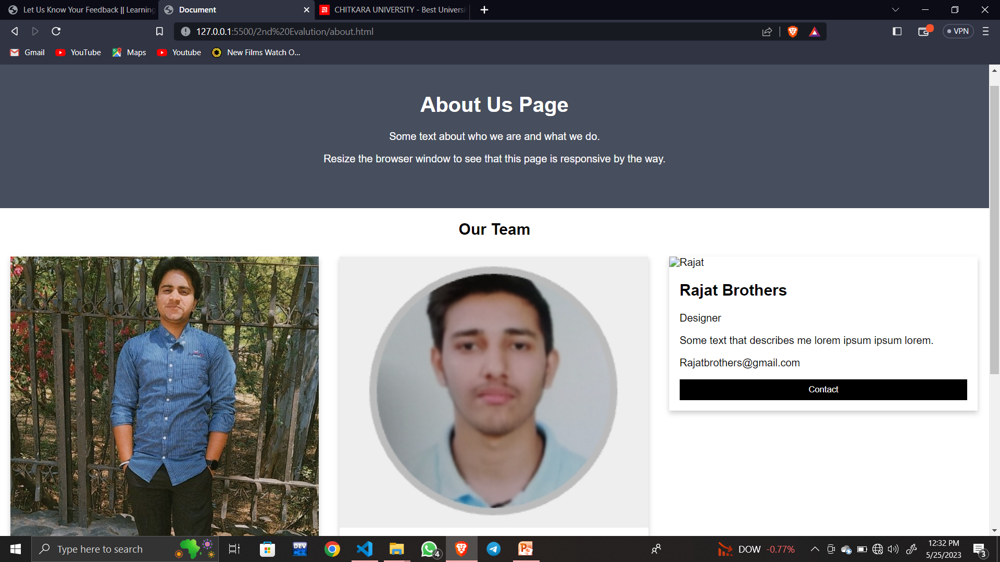 Let Us Know Your Feedback || Learning
Document
CHITKARA UNIVERSITY - Best Universi
127.0.0.1:5500/2nd%20Evalution/about.html
VPN
Gmail
YouTube
Maps
Youtube
New Films Watch O...
About Us Page
Some text about who we are and what we do.
Resize the browser window to see that this page is responsive by the way.
Our Team
Rajat
Rajat Brothers
Designer
Some text that describes me lorem ipsum ipsum lorem.
Rajatbrothers@gmail.com
Contact
Type here to search
DEV
C++
4
DOW -0.77%
12:32 PM
5/25/2023
3